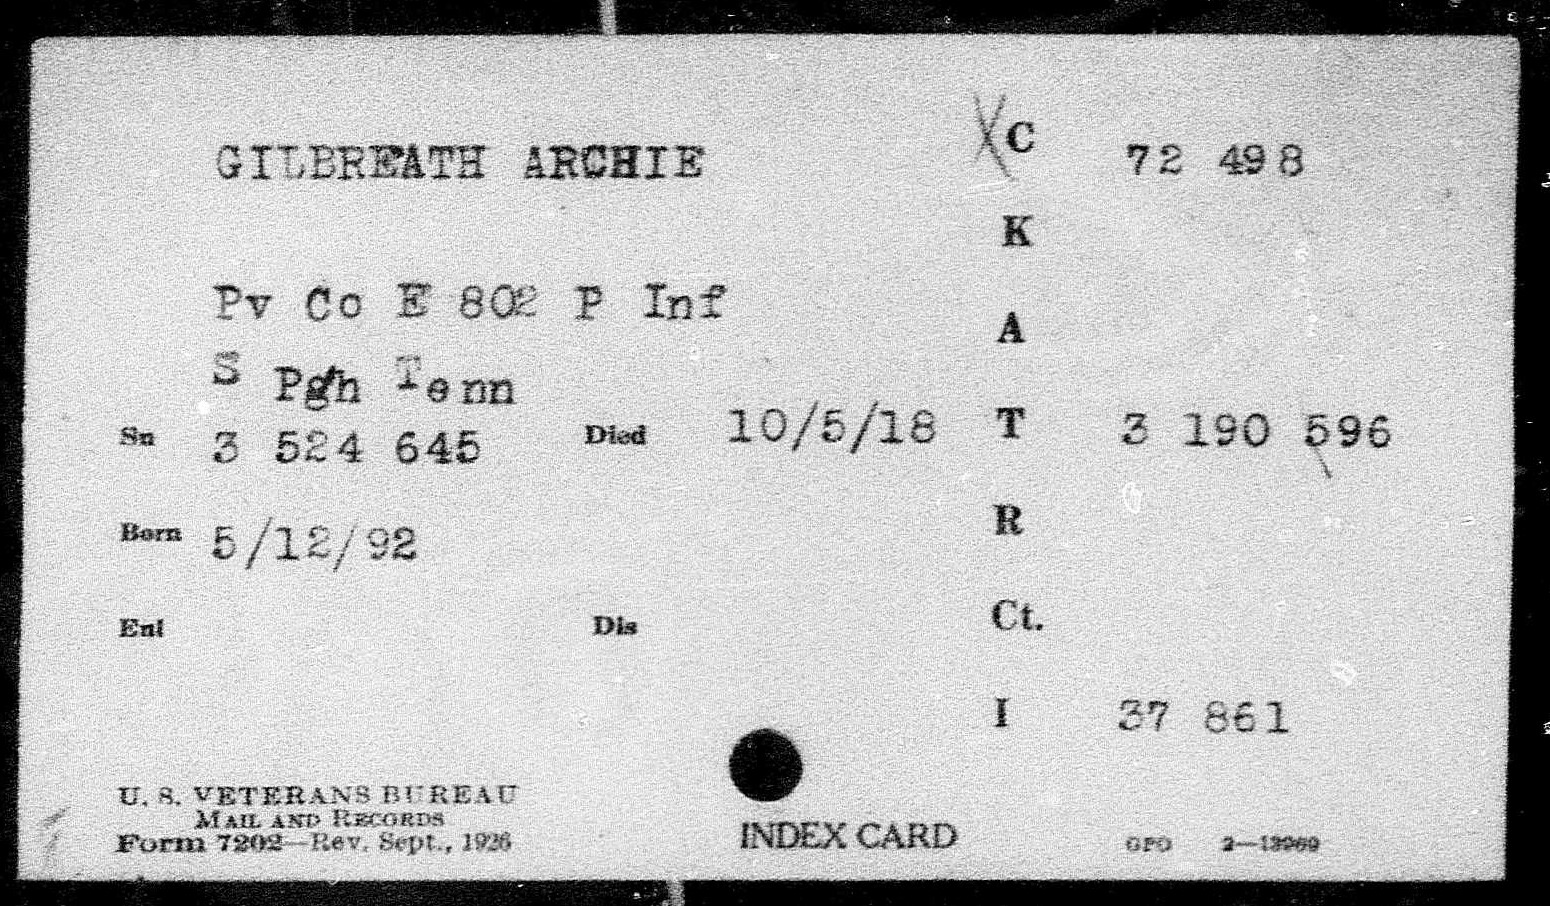 GILBREATH ARCHIE
XC 72 498
K
Pv Co E 802 P Inf
A
S Pgh Tenn
Sn 3 524 645 Died 10/5/18 T 3 190 596
R
Born 5/12/92
Enl Dis
Ct.
I 37 861
U. S. VETERANS BUREAU
MAIL AND RECORDS
Form 7202—Rev. Sept., 1926
INDEX CARD
GPO